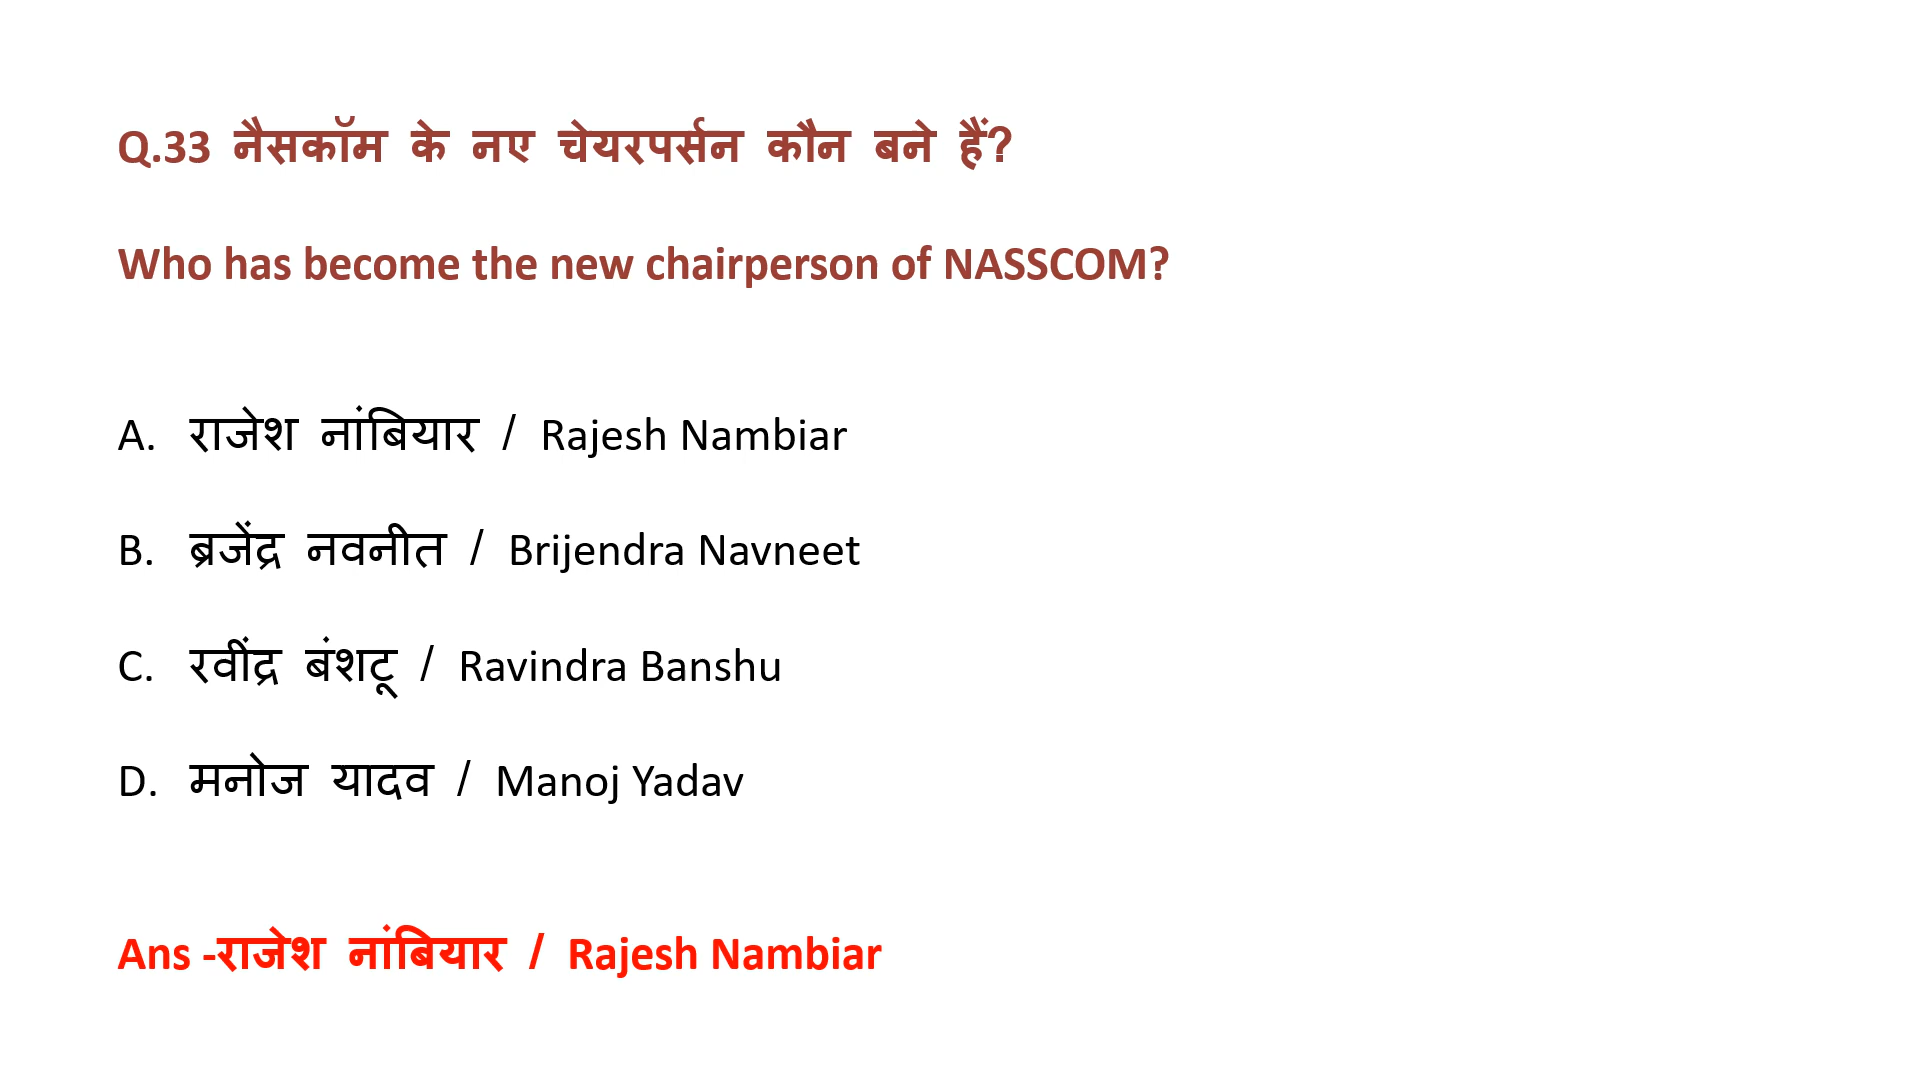 Q.33 नैसकॉम के नए चेयरपर्सन कौन बने हैं?
Who has become the new chairperson of NASSCOM?
A. राजेश नांबियार / Rajesh Nambiar
B. ब्रजेंद्र नवनीत / Brijendra Navneet
C. रवींद्र बंशटू / Ravindra Banshu
D. मनोज यादव / Manoj Yadav
Ans -राजेश नांबियार / Rajesh Nambiar